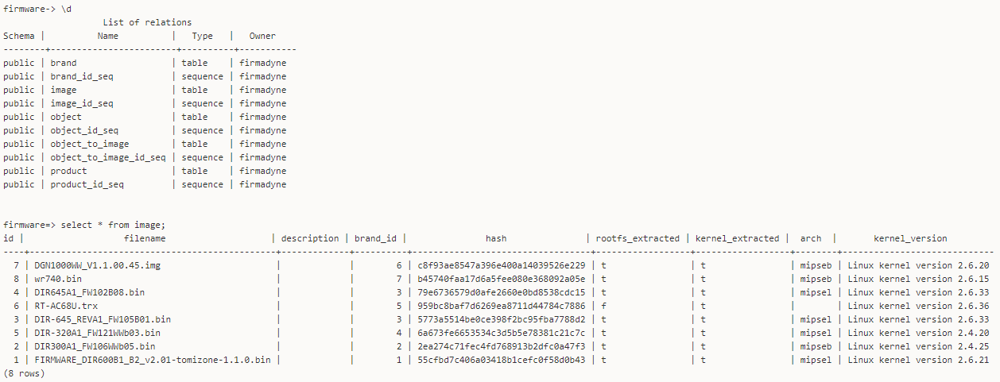 firmware-> \d
                   List of relations
Schema |          Name           |   Type   |   Owner
--------+------------------------+----------+-----------
public | brand                  | table    | firmadyne
public | brand_id_seq           | sequence | firmadyne
public | image                  | table    | firmadyne
public | image_id_seq           | sequence | firmadyne
public | object                 | table    | firmadyne
public | object_id_seq          | sequence | firmadyne
public | object_to_image        | table    | firmadyne
public | object_to_image_id_seq | sequence | firmadyne
public | product                | table    | firmadyne
public | product_id_seq         | sequence | firmadyne
firmware=> select * from image;
id |                   filename                    | description | brand_id |               hash               | rootfs_extracted | kernel_extracted |  arch  |       kernel_version
----+-----------------------------------------------+-------------+----------+----------------------------------+------------------+------------------+--------+-----------------------------
  7 | DGN1000WW_V1.1.00.45.img                      |             |        6 | c8f93ae8547a396e400a14039526e229 | t                | t                | mipseb | Linux kernel version 2.6.20
  8 | wr740.bin                                     |             |        7 | b45740faa17d6a5fee080e368092a05e | t                | t                | mipseb | Linux kernel version 2.6.15
  4 | DIR645A1_FW102B08.bin                         |             |        3 | 79e6736579d0afe2660e0bd8538cdc15 | t                | t                | mipsel | Linux kernel version 2.6.33
  6 | RT-AC68U.trx                                  |             |        5 | 959bc8baf7d6269ea8711d44784c7886 | f                | t                |        | Linux kernel version 2.6.36
  3 | DIR-645_REVA1_FW105B01.bin                    |             |        3 | 5773a5514be0ce398f2bc95fba7788d2 | t                | t                | mipsel | Linux kernel version 2.6.33
  5 | DIR-320A1_FW121WWb03.bin                      |             |        4 | 6a673fe6653534c3d5b5e78381c21c7c | t                | t                | mipsel | Linux kernel version 2.4.20
  2 | DIR300A1_FW106WWb05.bin                       |             |        2 | 2ea274c71fec4fd768913b2dfc0a47f3 | t                | t                | mipseb | Linux kernel version 2.4.25
  1 | FIRMWARE_DIR600B1_B2_v2.01-tomizone-1.1.0.bin |             |        1 | 55cfbd7c406a03418b1cefc0f58d0b43 | t                | t                | mipsel | Linux kernel version 2.6.21
(8 rows)